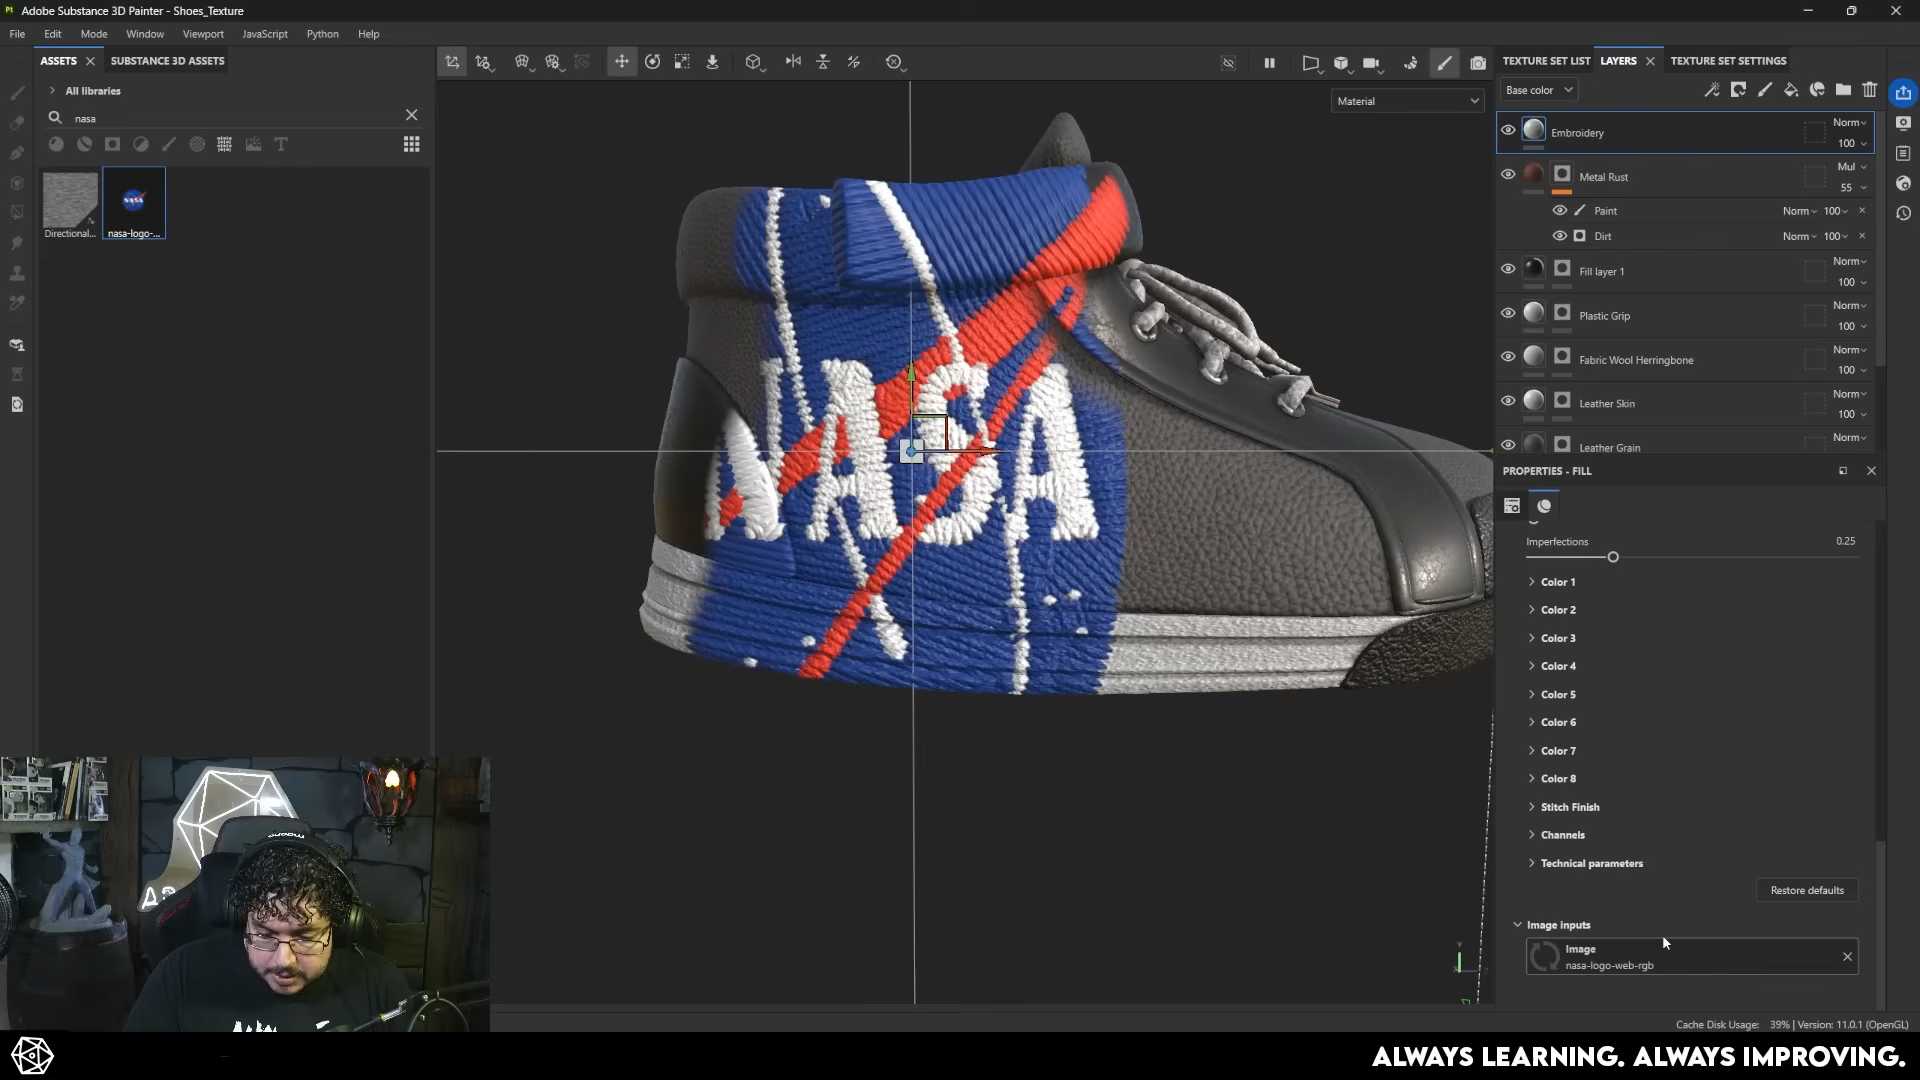 Pt Adobe Substance 3D Painter - Shoes_Texture
File Edit Mode Window Viewport JavaScript Python Help
ASSETS
SUBSTANCE 3D ASSETS
All libraries
nasa
Directional...
NASA
nasa-logo-...
Material
NASA
TEXTURE SET LIST
LAYERS
TEXTURE SET SETTINGS
Base color
Embroidery
Norm
100
Metal Rust
Mul
55
Paint
Norm 100
Dirt
Norm 100
Fill layer 1
Norm
100
Plastic Grip
Norm
100
Fabric Wool Herringbone
Norm
100
Leather Skin
Norm
100
Leather Grain
Norm
PROPERTIES - FILL
Imperfections
0.25
Color 1
Color 2
Color 3
Color 4
Color 5
Color 6
Color 7
Color 8
Stitch Finish
Channels
Technical parameters
Restore defaults
Image inputs
Image
nasa-logo-web-rgb
Cache Disk Usage: 39% | Version: 11.0.1 (OpenGL)
ALWAYS LEARNING. ALWAYS IMPROVING.